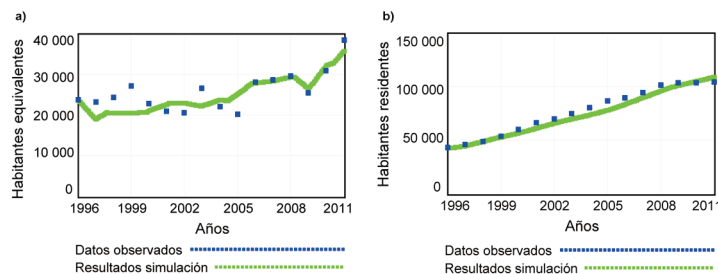 a)
Habitantes equivalentes
40 000
30 000
20 000
10 000
0
1996 1999 2002 2005 2008 2011
Años
Datos observados
Resultados simulación
b)
Habitantes residentes
150 000
100 000
50 000
0
1996 1999 2002 2005 2008 2011
Años
Datos observados
Resultados simulación